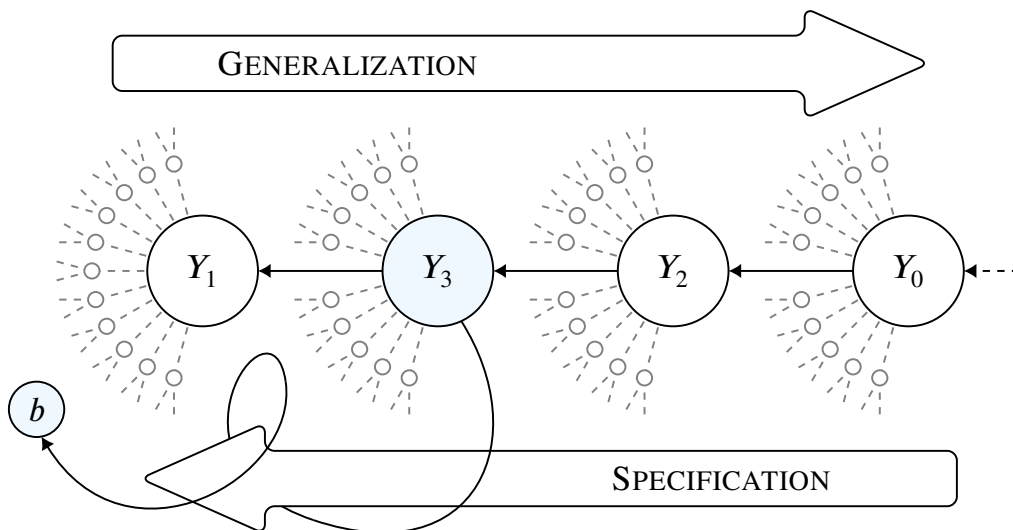 GENERALIZATION
Y₁ Y₃ Y₂ Y₀
b
SPECIFICATION